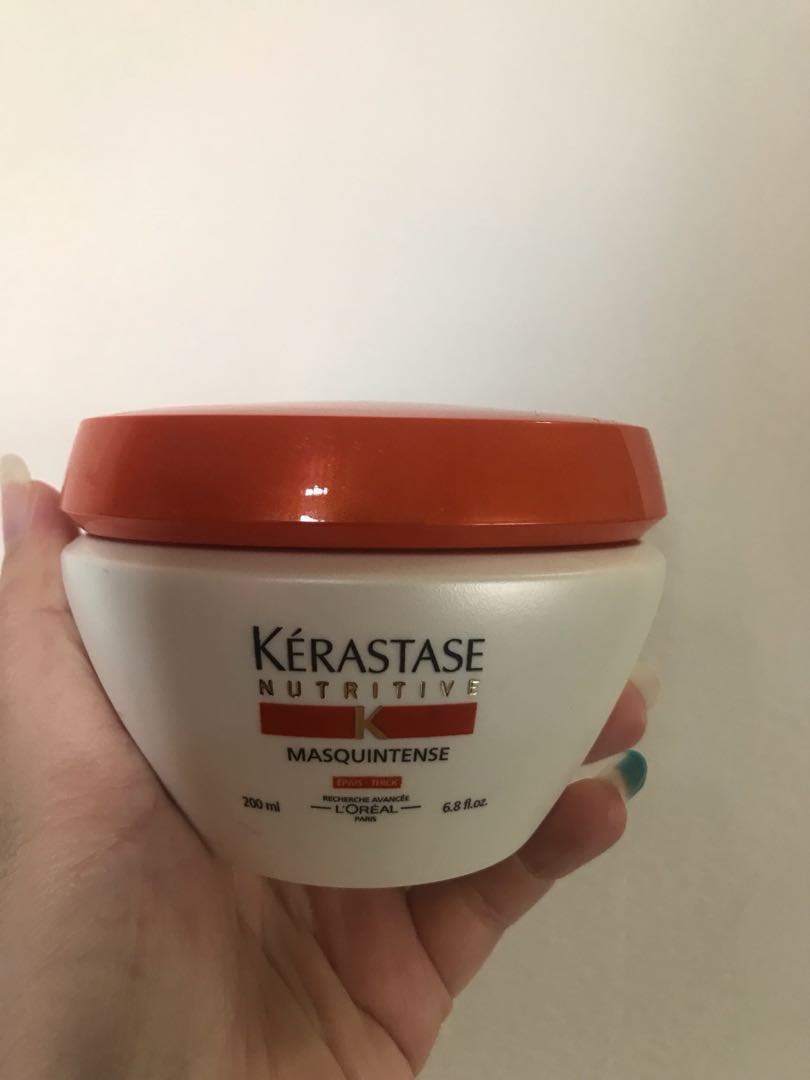 KÉRASTASE
NUTRITIVE
K
MASQUINTENSE
ÉPAIS - THICK
200 ml
RECHERCHE AVANCÉE
L'ORÉAL
PARIS
6.8 fl.oz.